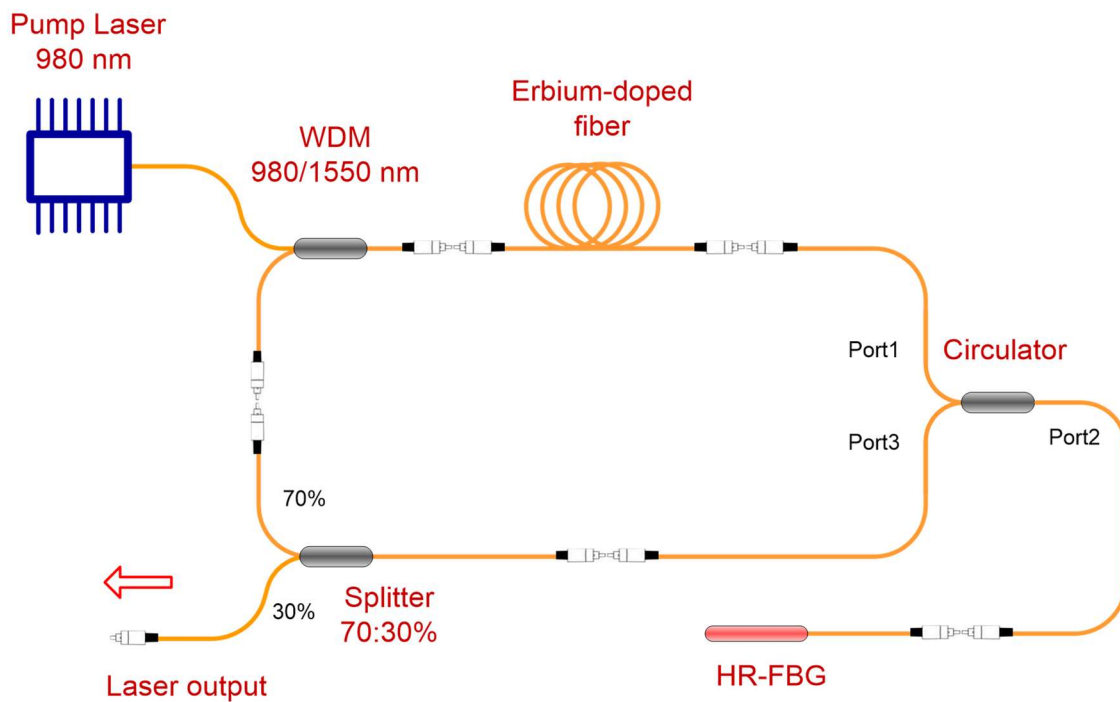 Pump Laser
980 nm
WDM
980/1550 nm
Erbium-doped
fiber
Port1
Circulator
Port3
Port2
70%
30%
Splitter
70:30%
Laser output
HR-FBG